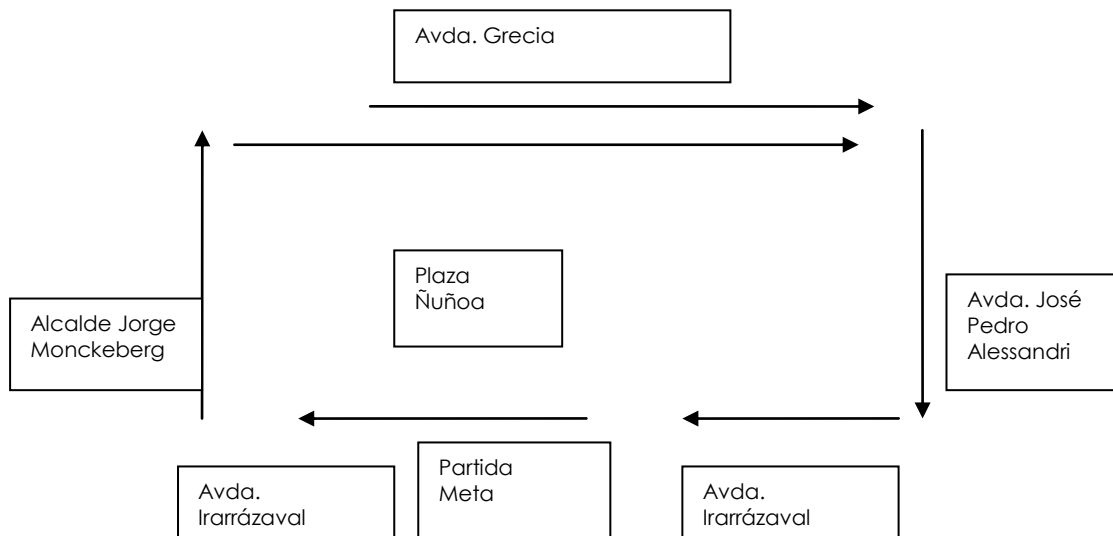 Avda. Grecia
Plaza
Ñuñoa
Alcalde Jorge
Monckeberg
Avda. José
Pedro
Alessandri
Avda.
Irarrázaval
Partida
Meta
Avda.
Irarrázaval